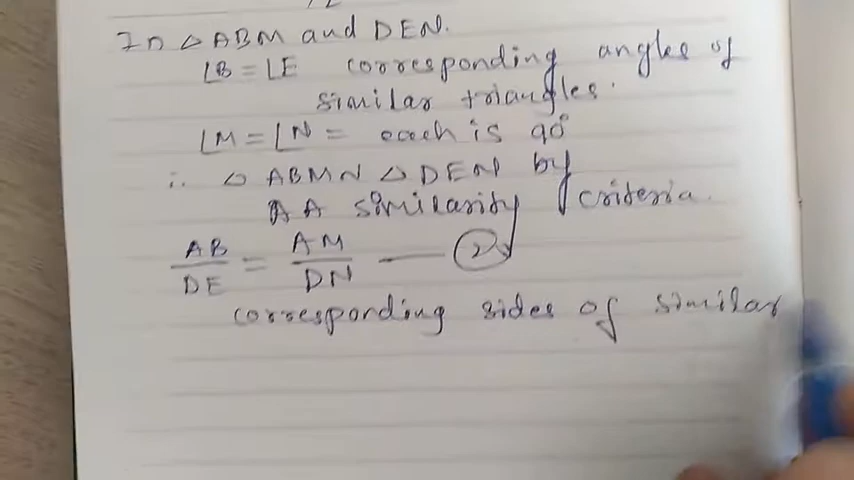 In △ ABM and DEN.
∠B = ∠E corresponding angles of
similar triangles.
∠M = ∠N = each is 90°
∴ △ ABM N △ DEN by
AA similarity criteria.
AB/DE = AM/DN — ②
corresponding sides of similar